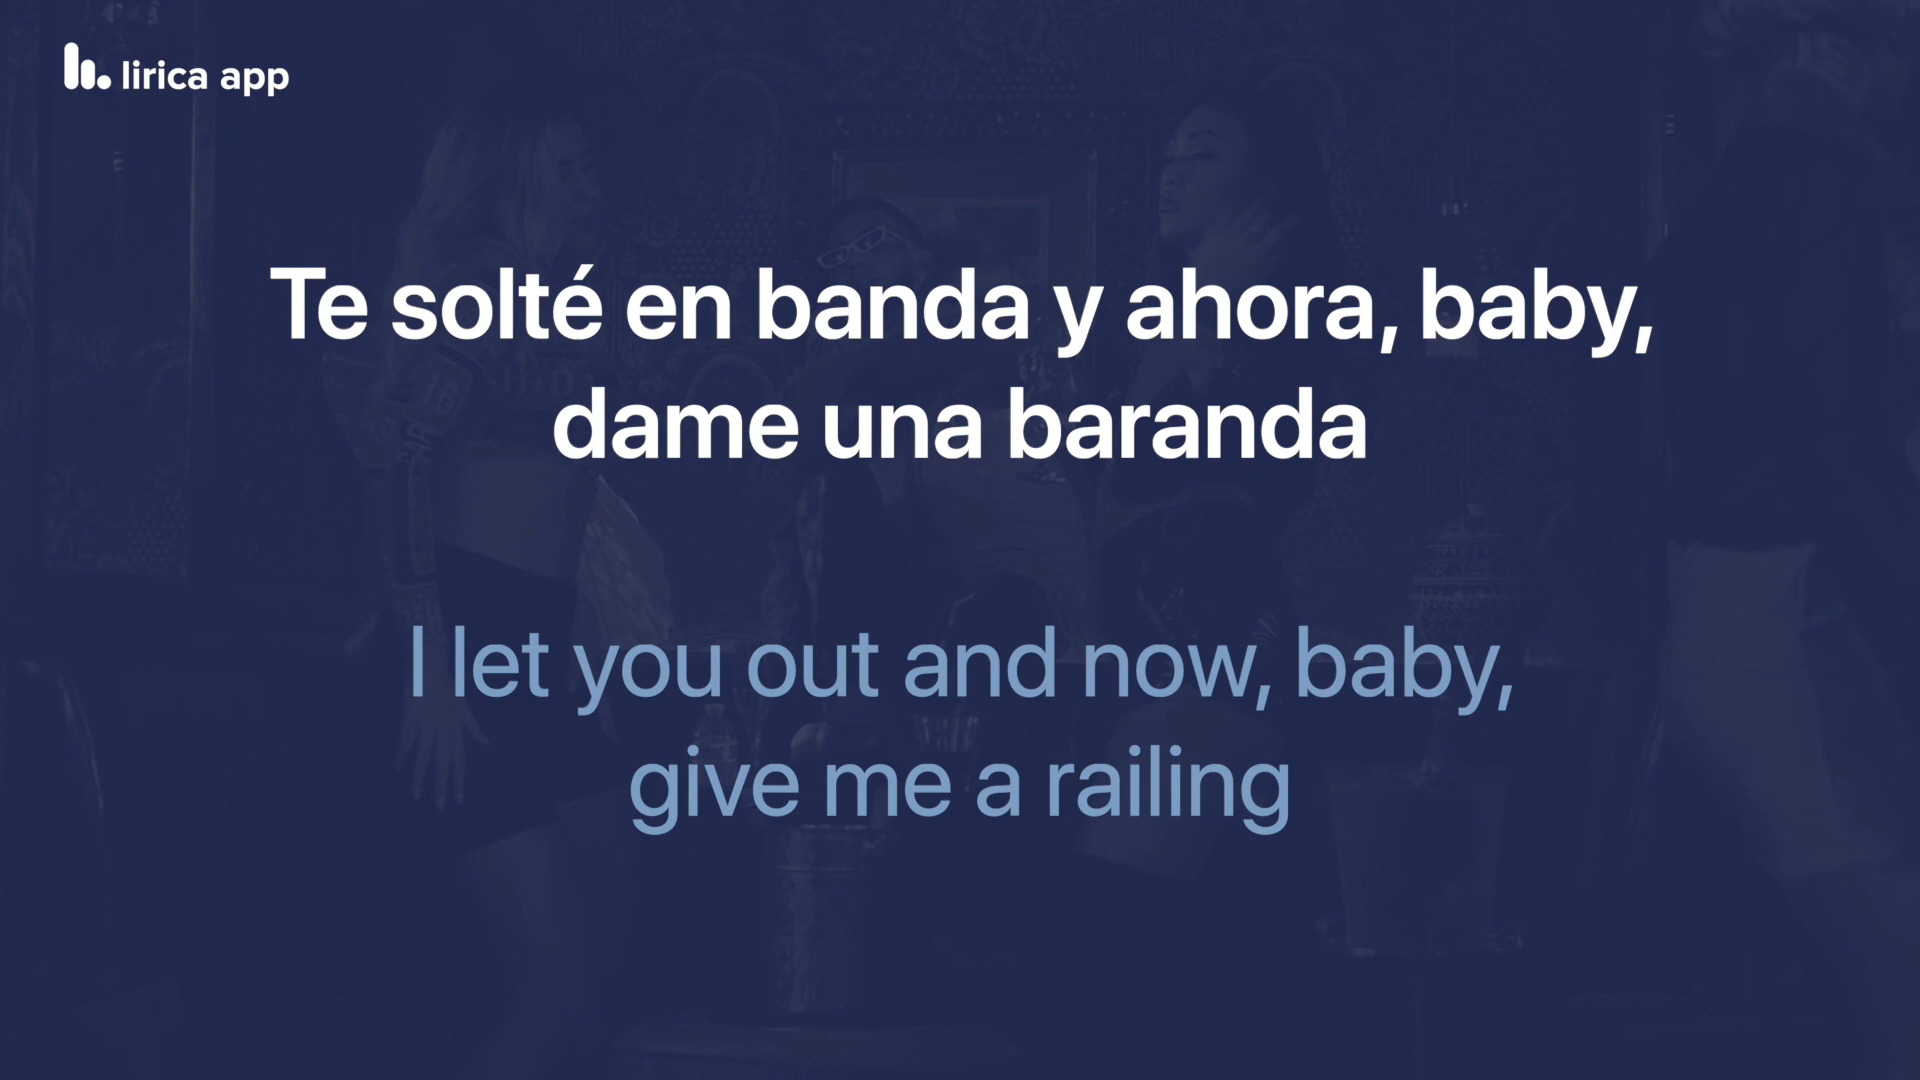 lirica app
Te solté en banda y ahora, baby,
dame una baranda
I let you out and now, baby,
give me a railing